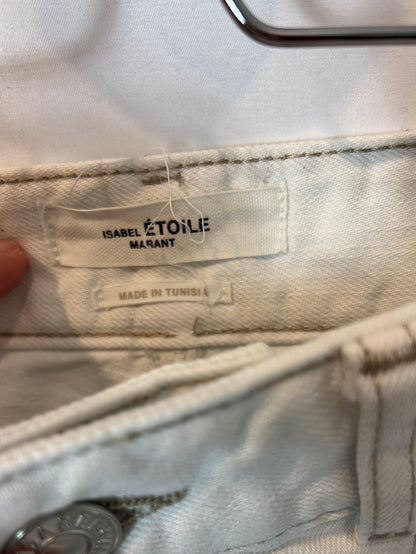 ISABEL ÉTOILE
MARANT
MADE IN TUNISIA